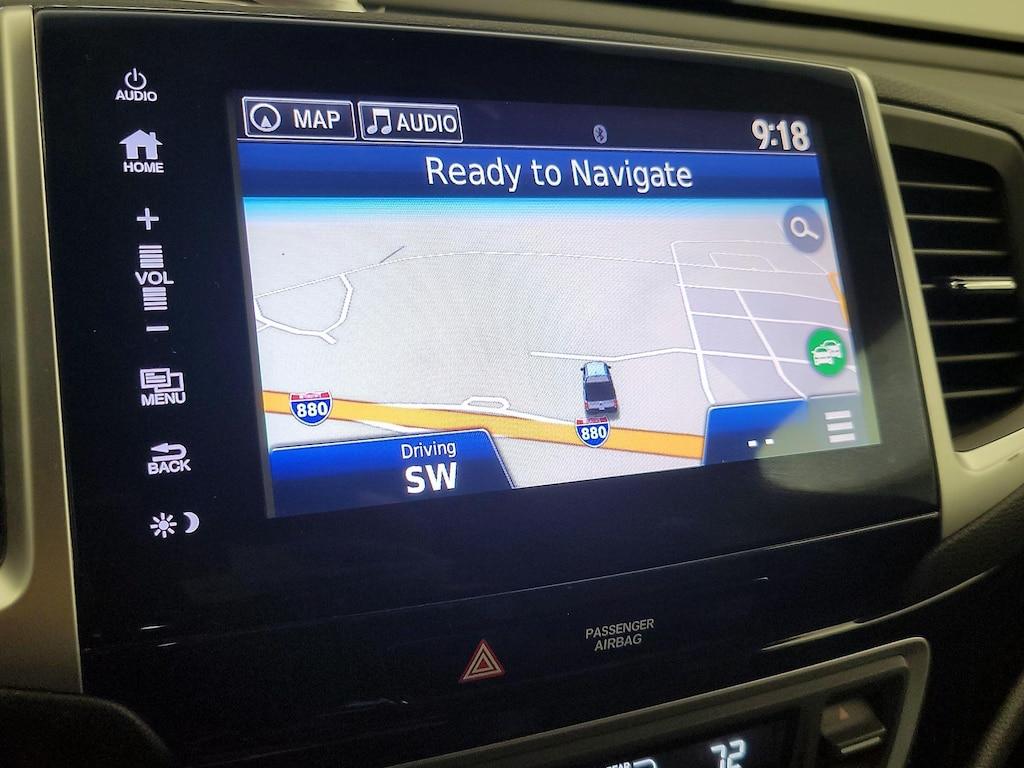 AUDIO
HOME
+
VOL
−
MENU
BACK
MAP
AUDIO
9:18
Ready to Navigate
880
880
Driving
SW
--
PASSENGER
AIRBAG
72